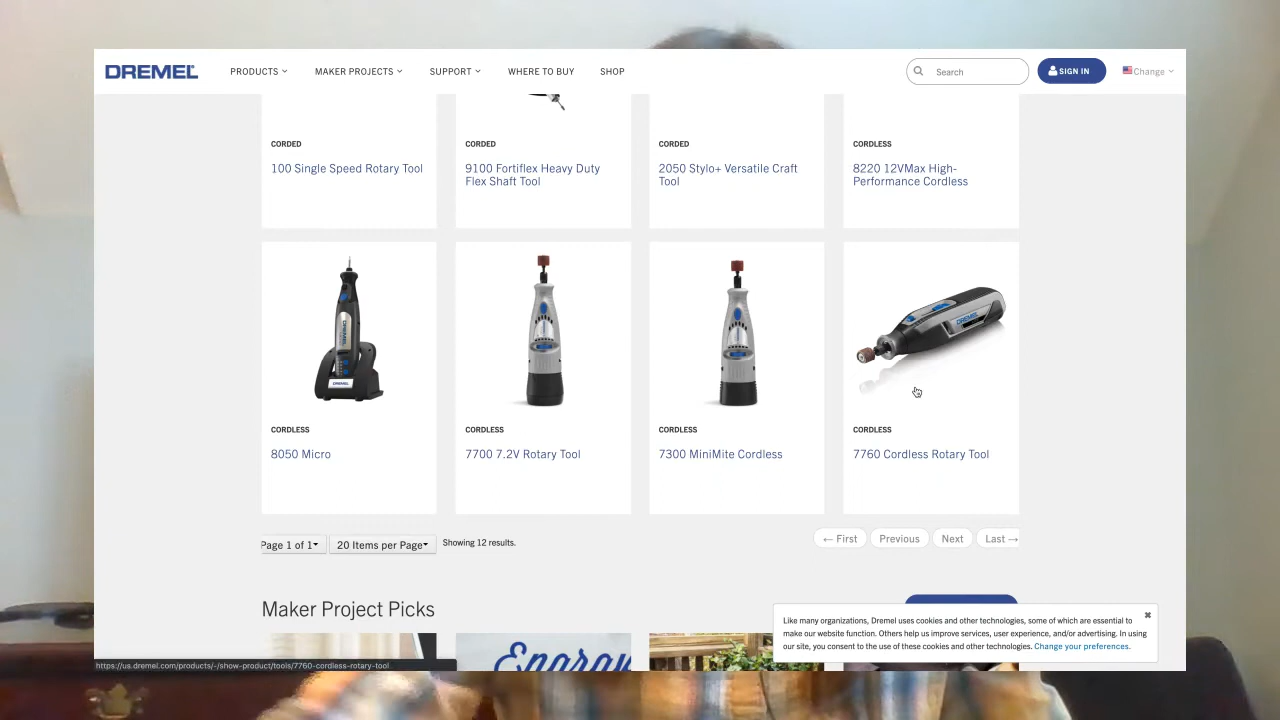 DREMEL
PRODUCTS
MAKER PROJECTS
SUPPORT
WHERE TO BUY
SHOP
Search
SIGN IN
Change
CORDED
100 Single Speed Rotary Tool
CORDED
9100 Fortiflex Heavy Duty
Flex Shaft Tool
CORDED
2050 Stylo+ Versatile Craft
Tool
CORDLESS
8220 12VMax High-
Performance Cordless
DREMEL
DREMEL
CORDLESS
8050 Micro
CORDLESS
7700 7.2V Rotary Tool
CORDLESS
7300 MiniMite Cordless
DREMEL
CORDLESS
7760 Cordless Rotary Tool
Page 1 of 1
20 Items per Page
Showing 12 results.
← First
Previous
Next
Last →
Maker Project Picks
Engrav
Like many organizations, Dremel uses cookies and other technologies, some of which are essential to
make our website function. Others help us improve services, user experience, and/or advertising. In using
our site, you consent to the use of these cookies and other technologies. Change your preferences.
https://us.dremel.com/products/-/show-product/tools/7760-cordless-rotary-tool